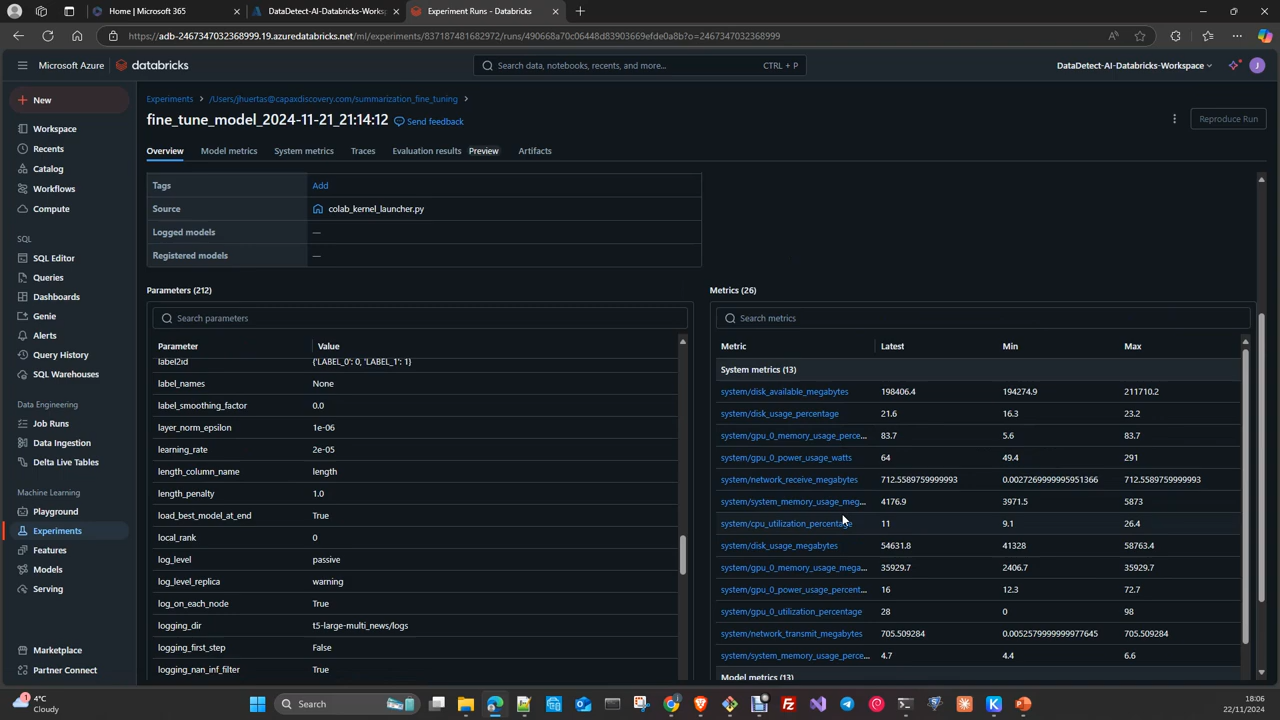 Home | Microsoft 365
DataDetect-AI-Databricks-Worksp
Experiment Runs - Databricks
https://adb-2467347032368999.19.azuredatabricks.net/ml/experiments/837187481682972/runs/490468a70c06448d83903669efde0a8b?o=2467347032368999
Microsoft Azure
databricks
Search data, notebooks, recents, and more...
CTRL + P
DataDetect-AI-Databricks-Workspace
J
New
Workspace
Recents
Catalog
Workflows
Compute
SQL
SQL Editor
Queries
Dashboards
Genie
Alerts
Query History
SQL Warehouses
Data Engineering
Job Runs
Data Ingestion
Delta Live Tables
Machine Learning
Playground
Experiments
Features
Models
Serving
Marketplace
Partner Connect
Experiments > /Users/jhuertas@capaxdiscovery.com/summarization_fine_tuning >
fine_tune_model_2024-11-21_21:14:12
Send feedback
Reproduce Run
Overview Model metrics System metrics Traces Evaluation results Preview Artifacts
Tags Add
Source colab_kernel_launcher.py
Logged models —
Registered models —
Parameters (212)
Search parameters
Parameter Value
label2id {'LABEL_0': 0, 'LABEL_1': 1}
label_names None
label_smoothing_factor 0.0
layer_norm_epsilon 1e-06
learning_rate 2e-05
length_column_name length
length_penalty 1.0
load_best_model_at_end True
local_rank 0
log_level passive
log_level_replica warning
log_on_each_node True
logging_dir t5-large-multi_news/logs
logging_first_step False
logging_nan_inf_filter True
Metrics (26)
Search metrics
Metric Latest Min Max
System metrics (13)
system/disk_available_megabytes 198406.4 194274.9 211710.2
system/disk_usage_percentage 21.6 16.3 23.2
system/gpu_0_memory_usage_perce... 83.7 5.6 83.7
system/gpu_0_power_usage_watts 64 49.4 291
system/network_receive_megabytes 712.5589759999993 0.0027269999995951366 712.5589759999993
system/system_memory_usage_meg... 4176.9 3971.5 5873
system/cpu_utilization_percentage 11 9.1 26.4
system/disk_usage_megabytes 54631.8 41328 58763.4
system/gpu_0_memory_usage_mega... 35929.7 2406.7 35929.7
system/gpu_0_power_usage_percent... 16 12.3 72.7
system/gpu_0_utilization_percentage 28 0 98
system/network_transmit_megabytes 705.509284 0.0052579999999977645 705.509284
system/system_memory_usage_perce... 4.7 4.4 6.6
Model metrics (13)
4°C
Cloudy
Search
18:06
22/11/2024